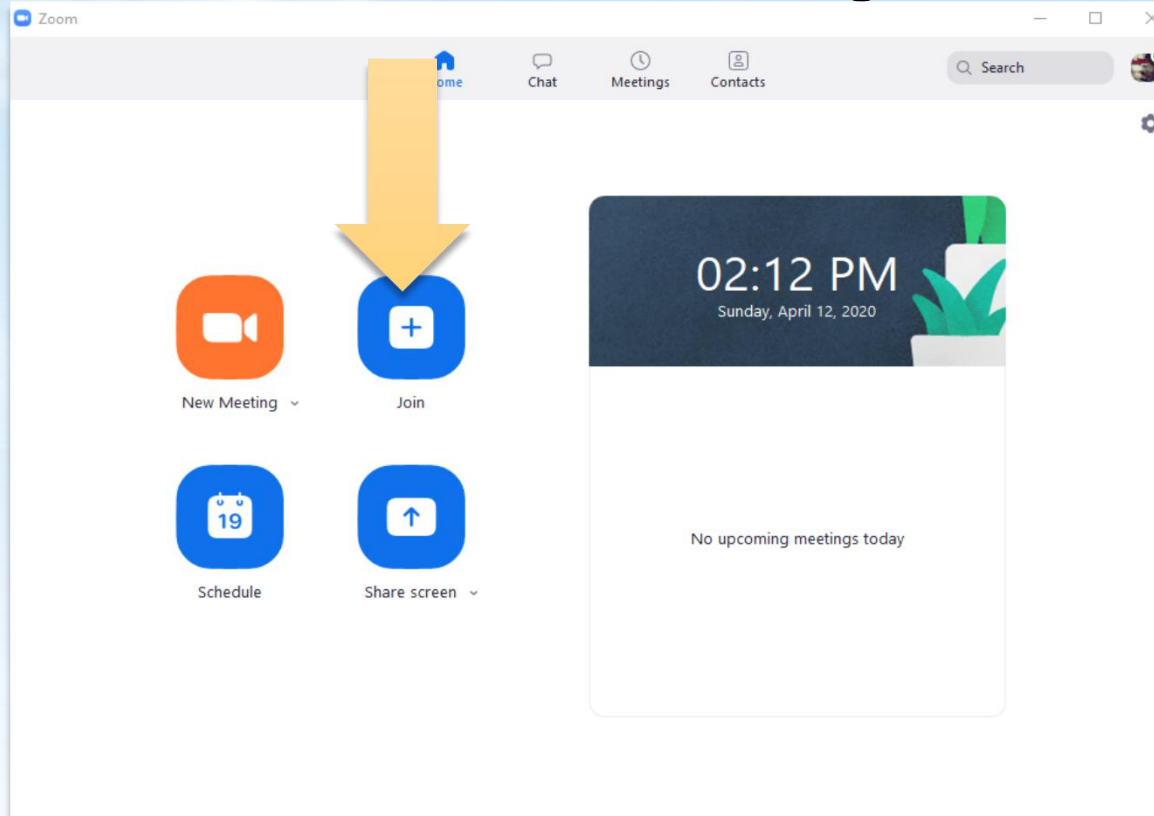 Zoom
Chat
Meetings
Contacts
Search
02:12 PM
Sunday, April 12, 2020
New Meeting
Join
19
Schedule
Share screen
No upcoming meetings today